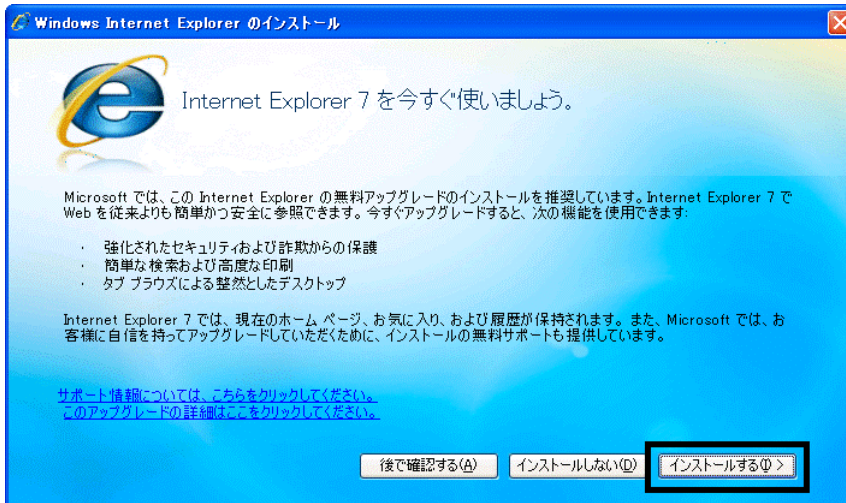 Windows Internet Explorer のインストール
Internet Explorer 7 を今すぐ使いましょう。
Microsoft では、この Internet Explorer の無料アップグレードのインストールを推奨しています。Internet Explorer 7 で
Web を従来よりも簡単かつ安全に参照できます。今すぐアップグレードすると、次の機能を使用できます:
· 強化されたセキュリティおよび詐欺からの保護
· 簡単な検索および高度な印刷
· タブ ブラウズによる整然としたデスクトップ
Internet Explorer 7 では、現在のホーム ページ、お気に入り、および履歴が保持されます。また、Microsoft では、お
客様に自信を持ってアップグレードしていただくために、インストールの無料サポートも提供しています。
サポート情報については、こちらをクリックしてください。
このアップグレードの詳細はここをクリックしてください。
後で確認する(A) インストールしない(D) インストールする(I) >